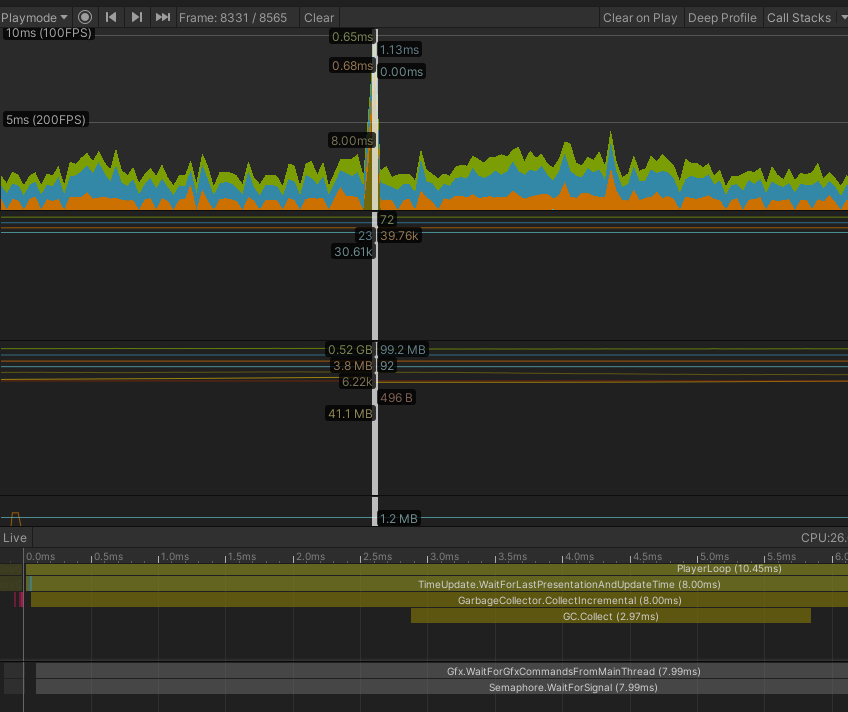 Playmode Frame: 8331 / 8565 Clear Clear on Play Deep Profile Call Stacks
10ms (100FPS)
0.65ms
1.13ms
0.68ms
0.00ms
5ms (200FPS)
8.00ms
72
23 39.76k
30.61k
0.52 GB 99.2 MB
3.8 MB 92
6.22k
496 B
41.1 MB
1.2 MB
Live CPU:26.
0.0ms 0.5ms 1.0ms 1.5ms 2.0ms 2.5ms 3.0ms 3.5ms 4.0ms 4.5ms 5.0ms 5.5ms 6.0
PlayerLoop (10.45ms)
TimeUpdate.WaitForLastPresentationAndUpdateTime (8.00ms)
GarbageCollector.CollectIncremental (8.00ms)
GC.Collect (2.97ms)
Gfx.WaitForGfxCommandsFromMainThread (7.99ms)
Semaphore.WaitForSignal (7.99ms)